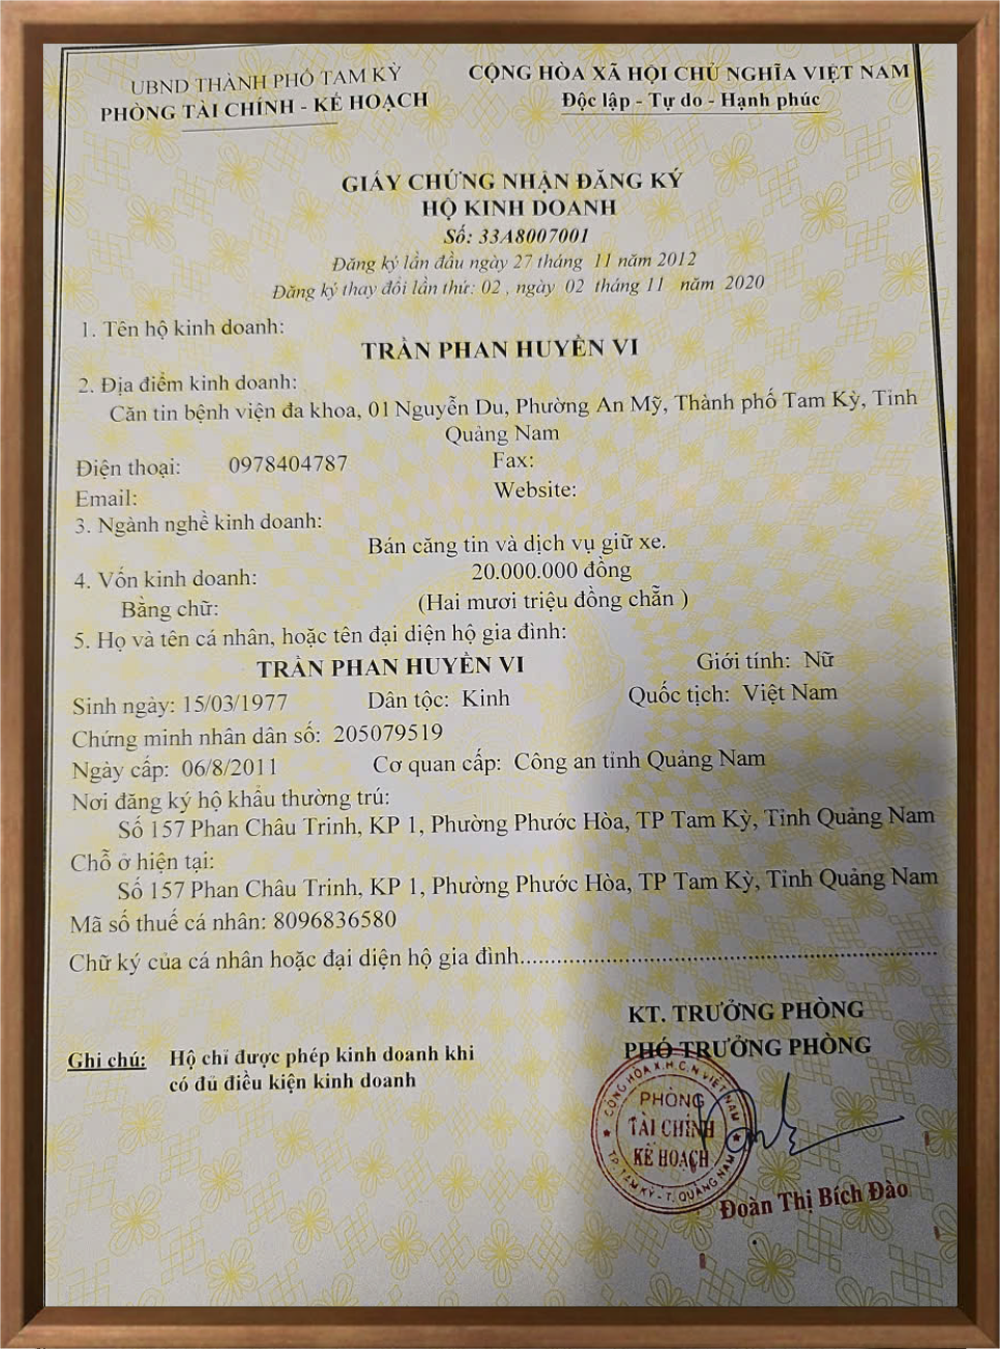 UBND THÀNH PHỐ TAM KỲ
PHÒNG TÀI CHÍNH - KẾ HOẠCH
CỘNG HÒA XÃ HỘI CHỦ NGHĨA VIỆT NAM
Độc lập - Tự do - Hạnh phúc
GIẤY CHỨNG NHẬN ĐĂNG KÝ
HỘ KINH DOANH
Số: 33A8007001
Đăng ký lần đầu ngày 27 tháng 11 năm 2012
Đăng ký thay đổi lần thứ: 02 , ngày 02 tháng 11 năm 2020
1. Tên hộ kinh doanh:
TRẦN PHAN HUYỀN VI
2. Địa điểm kinh doanh:
Căn tin bệnh viện đa khoa, 01 Nguyễn Du, Phường An Mỹ, Thành phố Tam Kỳ, Tỉnh
Quảng Nam
Điện thoại: 0978404787 Fax:
Email: Website:
3. Ngành nghề kinh doanh:
Bán căng tin và dịch vụ giữ xe.
4. Vốn kinh doanh: 20.000.000 đồng
Bằng chữ: (Hai mươi triệu đồng chẵn )
5. Họ và tên cá nhân, hoặc tên đại diện hộ gia đình:
TRẦN PHAN HUYỀN VI Giới tính: Nữ
Sinh ngày: 15/03/1977 Dân tộc: Kinh Quốc tịch: Việt Nam
Chứng minh nhân dân số: 205079519
Ngày cấp: 06/8/2011 Cơ quan cấp: Công an tỉnh Quảng Nam
Nơi đăng ký hộ khẩu thường trú:
Số 157 Phan Châu Trinh, KP 1, Phường Phước Hòa, TP Tam Kỳ, Tỉnh Quảng Nam
Chỗ ở hiện tại:
Số 157 Phan Châu Trinh, KP 1, Phường Phước Hòa, TP Tam Kỳ, Tỉnh Quảng Nam
Mã số thuế cá nhân: 8096836580
Chữ ký của cá nhân hoặc đại diện hộ gia đình................................................................
KT. TRƯỞNG PHÒNG
PHÓ TRƯỞNG PHÒNG
Ghi chú: Hộ chỉ được phép kinh doanh khi
có đủ điều kiện kinh doanh
CỘNG HÒA X.H.C.N VIỆT NAM
PHÒNG
TÀI CHÍNH
KẾ HOẠCH
TP. TAM KỲ - T. QUẢNG NAM
Đoàn Thị Bích Đào